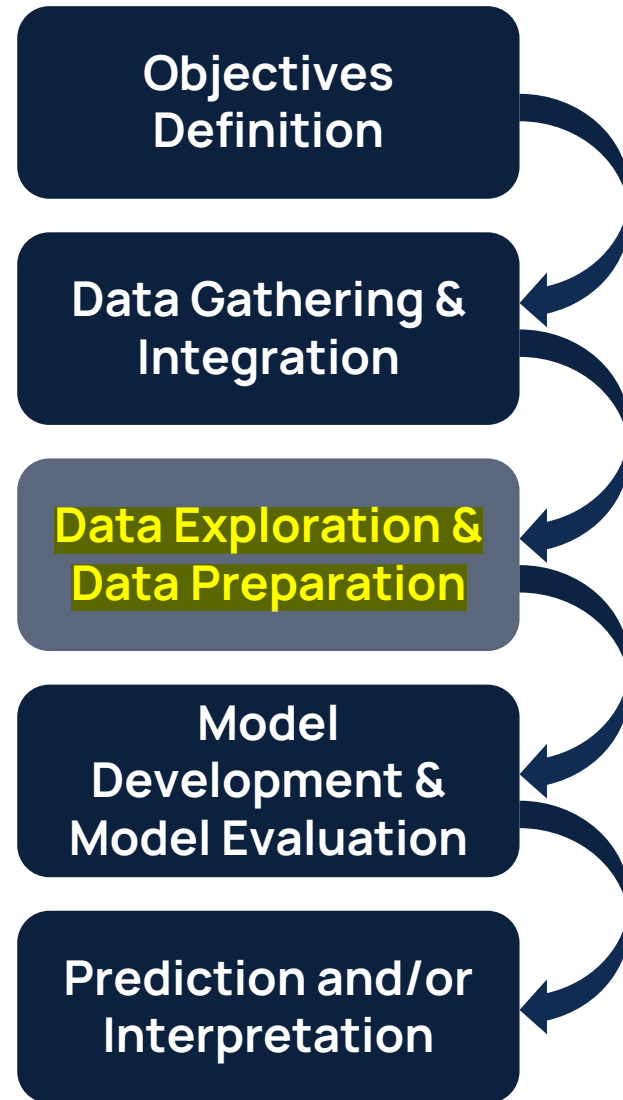 Objectives
Definition
Data Gathering &
Integration
Data Exploration &
Data Preparation
Model
Development &
Model Evaluation
Prediction and/or
Interpretation